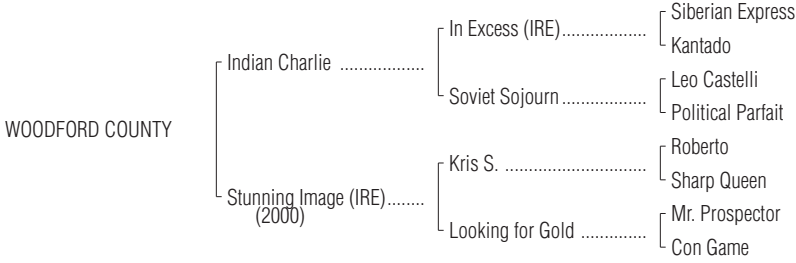 Siberian Express
In Excess (IRE)..................
Kantado
Indian Charlie ..................
Leo Castelli
Soviet Sojourn..................
Political Parfait
WOODFORD COUNTY
Roberto
Kris S. ..............................
Sharp Queen
Stunning Image (IRE)........
(2000)
Mr. Prospector
Looking for Gold ..............
Con Game